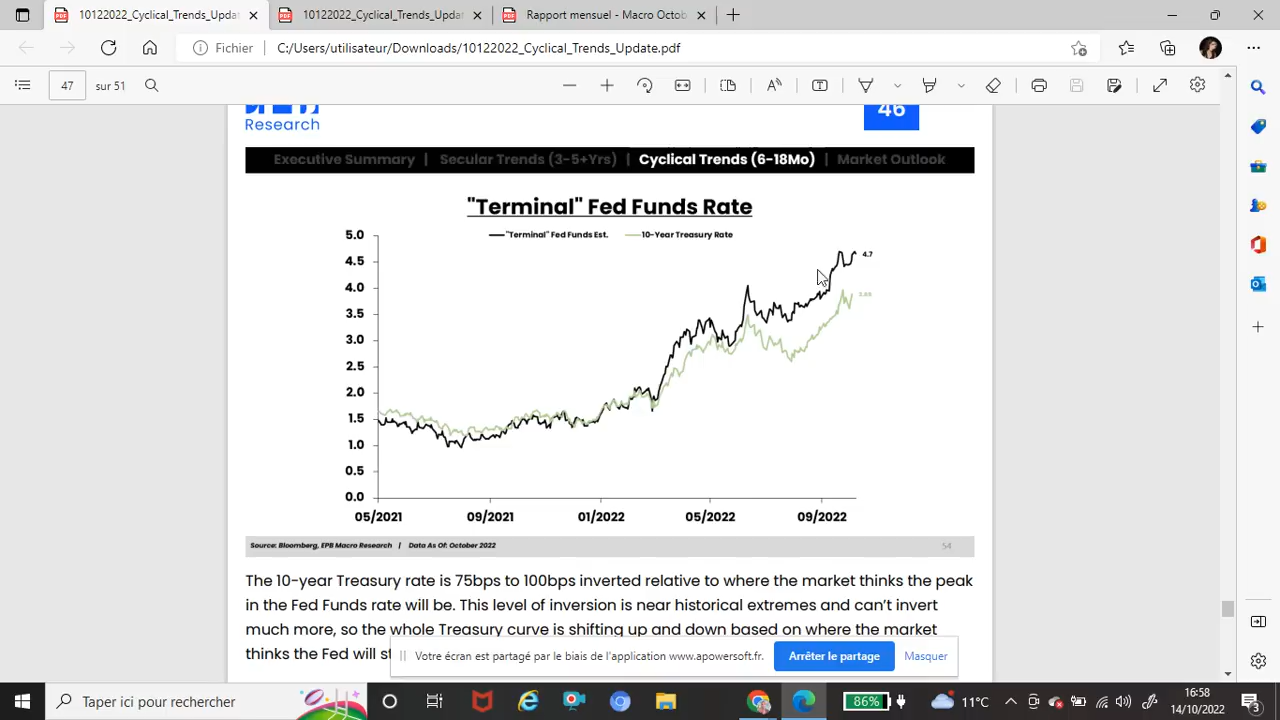 10122022_Cyclical_Trends_Updat
10122022_Cyclical_Trends_Updat
Rapport mensuel - Macro Octob
Fichier
C:/Users/utilisateur/Downloads/10122022_Cyclical_Trends_Update.pdf
47
sur 51
Research
46
Executive Summary | Secular Trends (3-5+Yrs) | Cyclical Trends (6-18Mo) | Market Outlook
"Terminal" Fed Funds Rate
"Terminal" Fed Funds Est.
10-Year Treasury Rate
5.0
4.5
4.0
3.5
3.0
2.5
2.0
1.5
1.0
0.5
0.0
4.7
05/2021
09/2021
01/2022
05/2022
09/2022
Source: Bloomberg, EPB Macro Research | Data As Of: October 2022
54
The 10-year Treasury rate is 75bps to 100bps inverted relative to where the market thinks the peak
in the Fed Funds rate will be. This level of inversion is near historical extremes and can't invert
much more, so the whole Treasury curve is shifting up and down based on where the market
thinks the Fed will st
Votre écran est partagé par le biais de l'application www.apowersoft.fr.
Arrêter le partage
Masquer
Taper ici pour rechercher
86%
11°C
16:58
14/10/2022
3